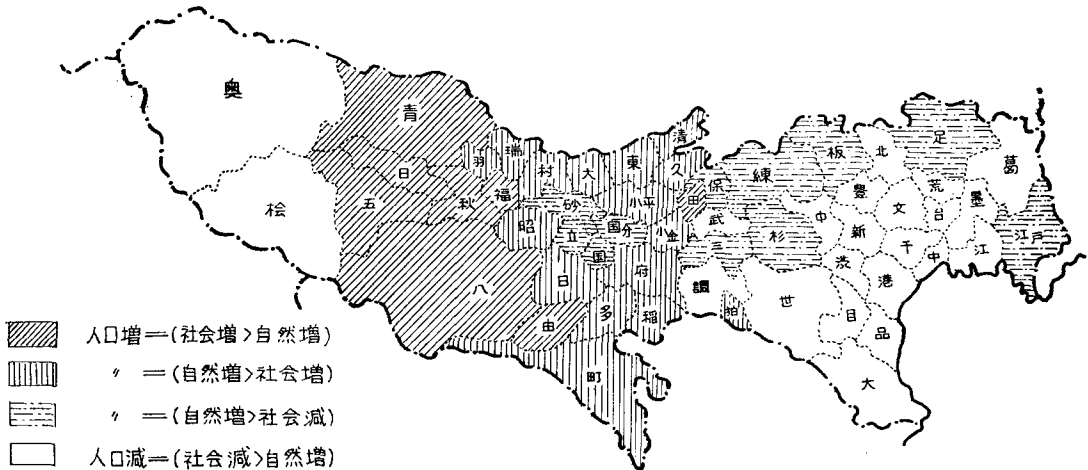 奥
青
羽
瑞
日
五
桧
秋
福
村
大
東
清
久
昭
砂
小平
田
保
立
国分
小金
武
三
国
八
日
府
由
多
稲
調
狛
町
練
板
北
足
葛
杉
中
豊
文
荒
台
墨
新
千
中
江
江戸
渋
港
世
目
品
大
人口増=(社会増>自然増)
〃 =(自然増>社会増)
〃 =(自然増>社会減)
人口減=(社会減>自然増)